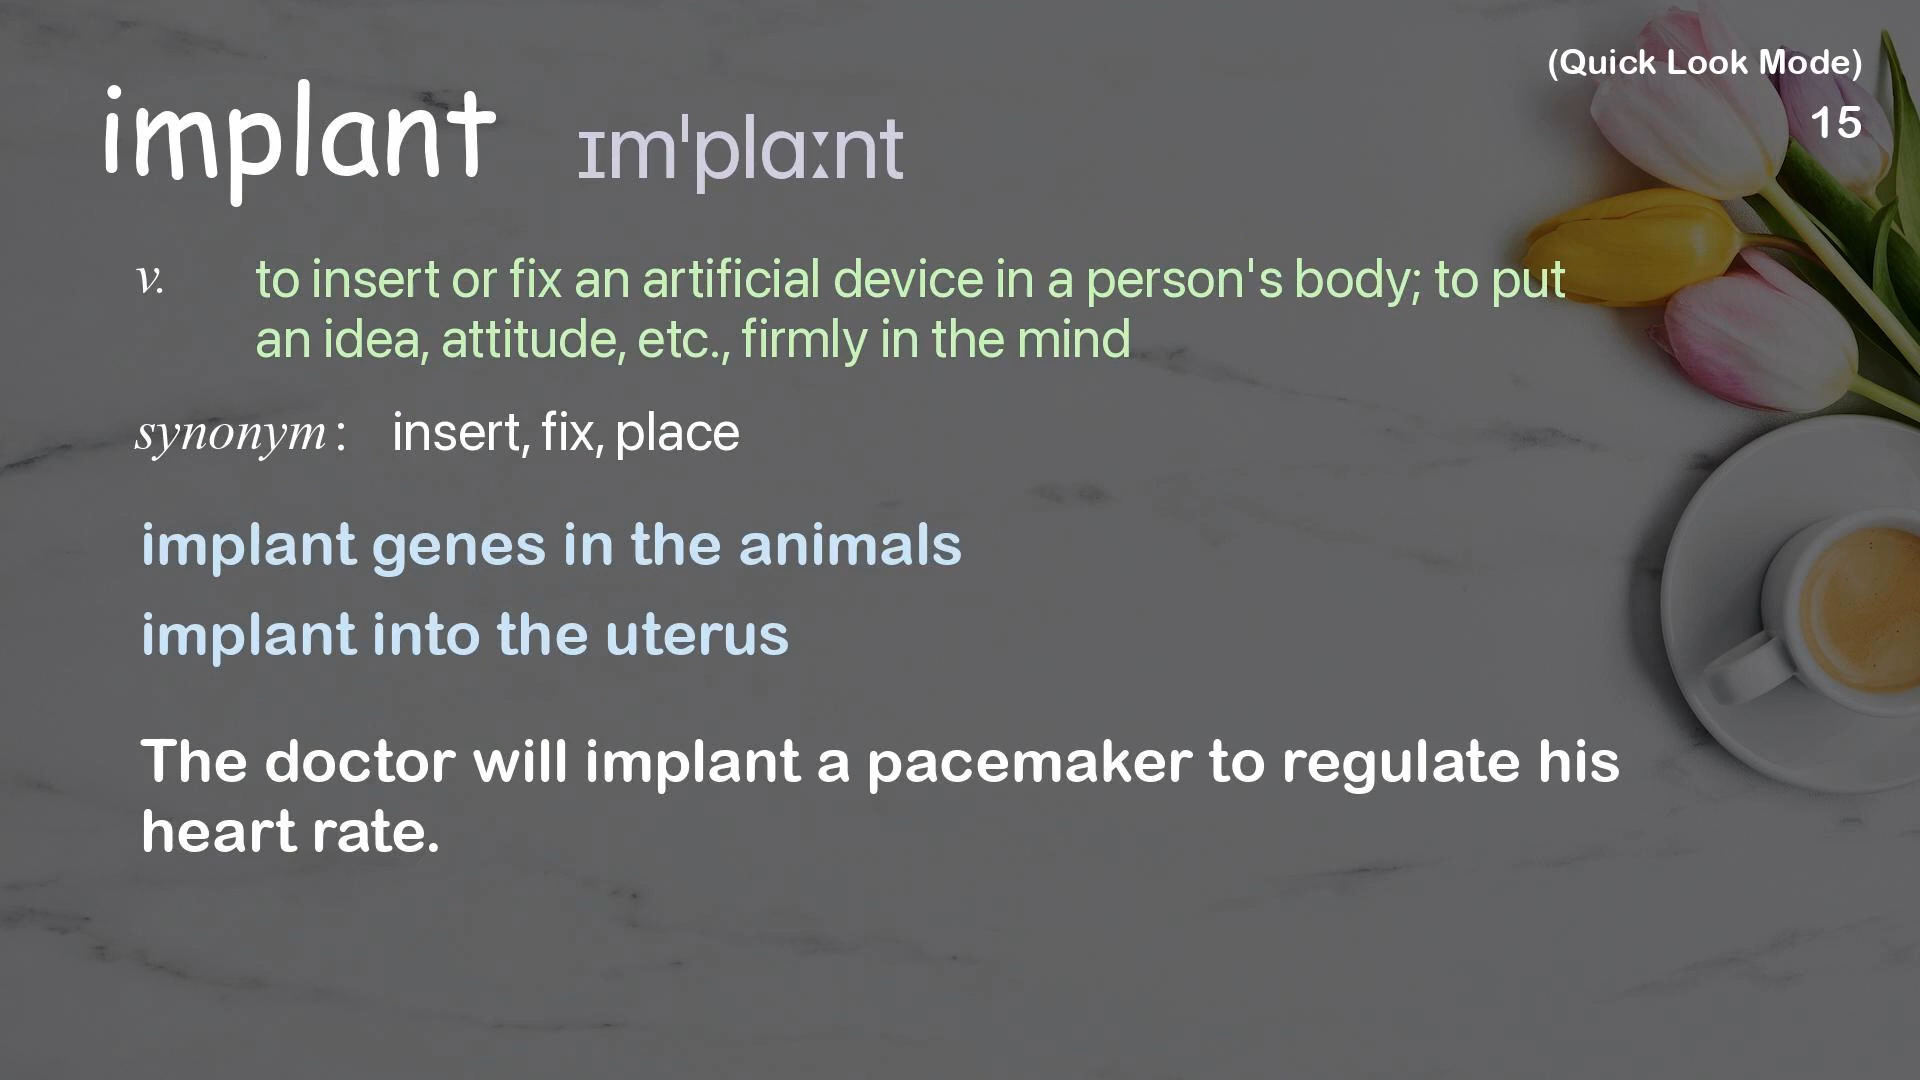 (Quick Look Mode)
15
implant ɪmˈplɑːnt
v. to insert or fix an artificial device in a person's body; to put
an idea, attitude, etc., firmly in the mind
synonym: insert, fix, place
implant genes in the animals
implant into the uterus
The doctor will implant a pacemaker to regulate his
heart rate.